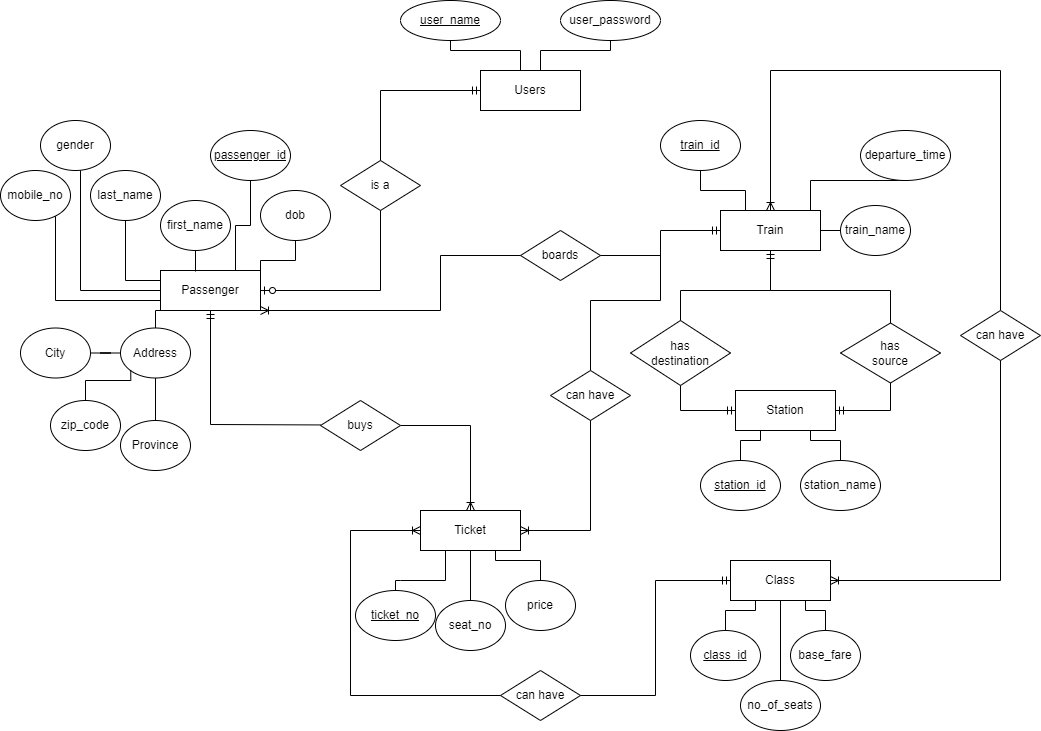 user_name
user_password
Users
gender
passenger_id
train_id
departure_time
mobile_no
last_name
is a
first_name
dob
Train
train_name
boards
Passenger
City
Address
has
destination
has
source
can have
can have
Station
zip_code
Province
buys
station_id
station_name
Ticket
Class
ticket_no
seat_no
price
class_id
base_fare
can have
no_of_seats